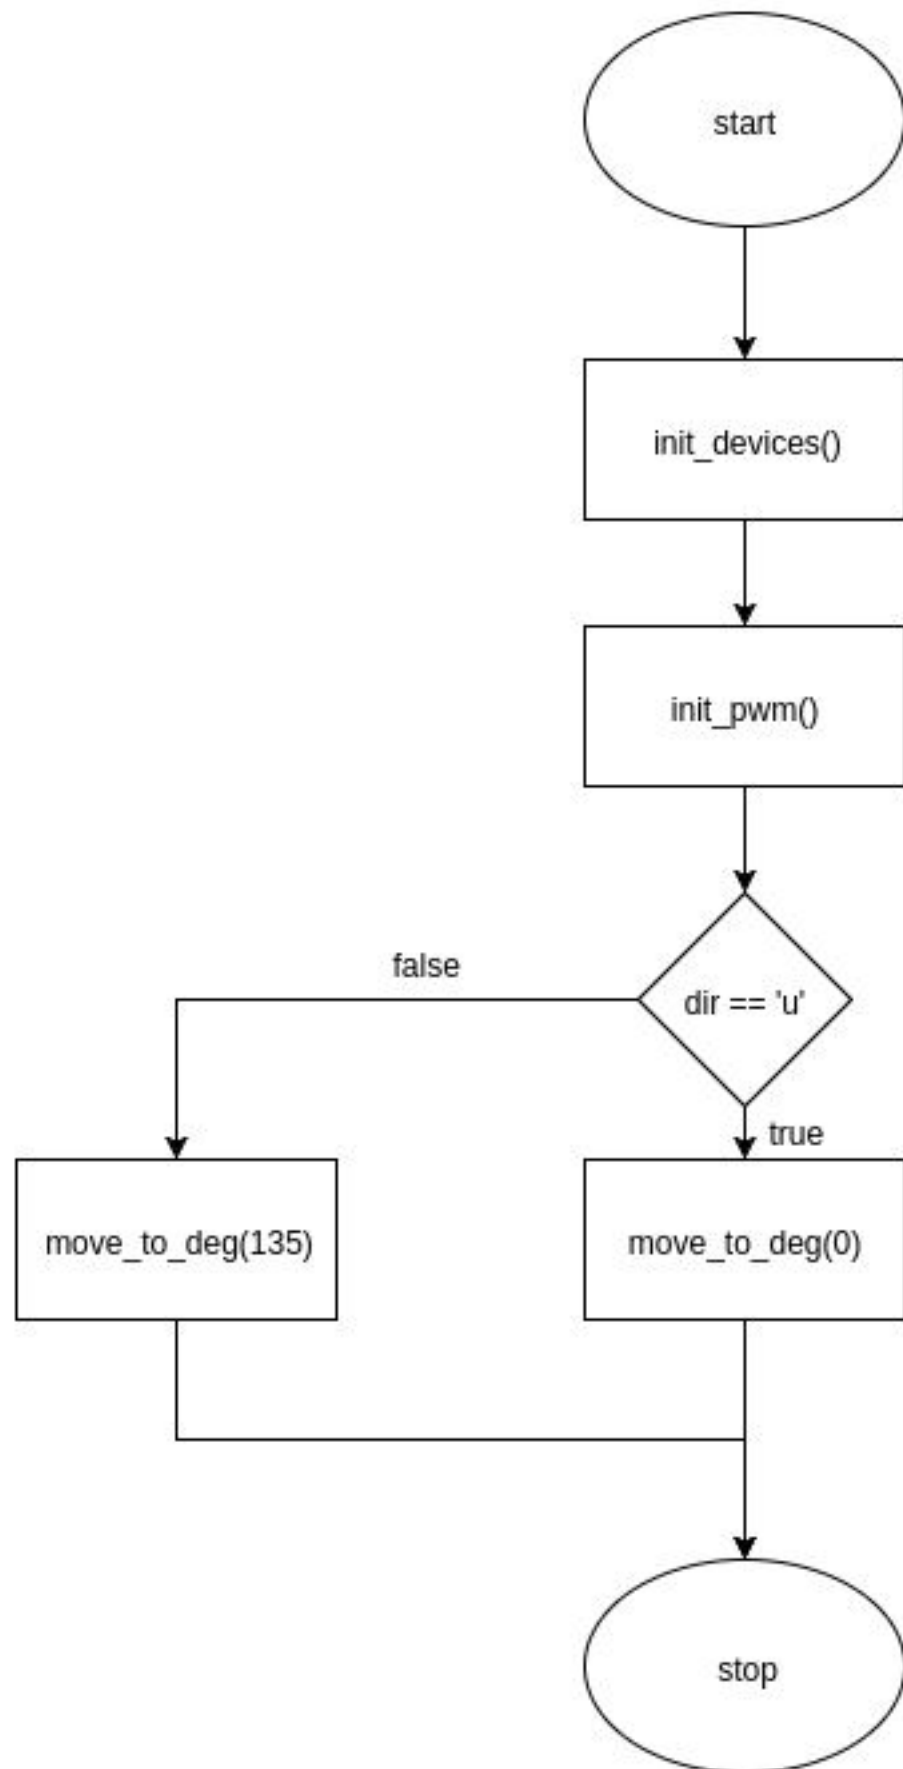 start
init_devices()
init_pwm()
false
dir == 'u'
true
move_to_deg(135)
move_to_deg(0)
stop